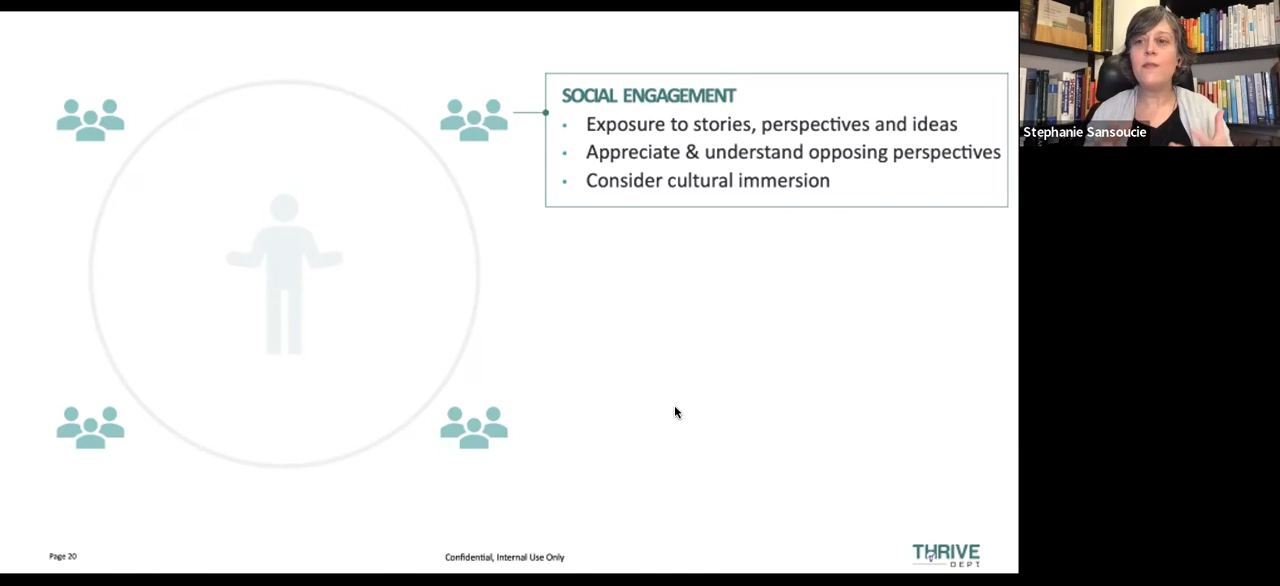 SOCIAL ENGAGEMENT
• Exposure to stories, perspectives and ideas
• Appreciate & understand opposing perspectives
• Consider cultural immersion
Stephanie Sansoucie
Page 20
Confidential, Internal Use Only
THRIVE
DEPT